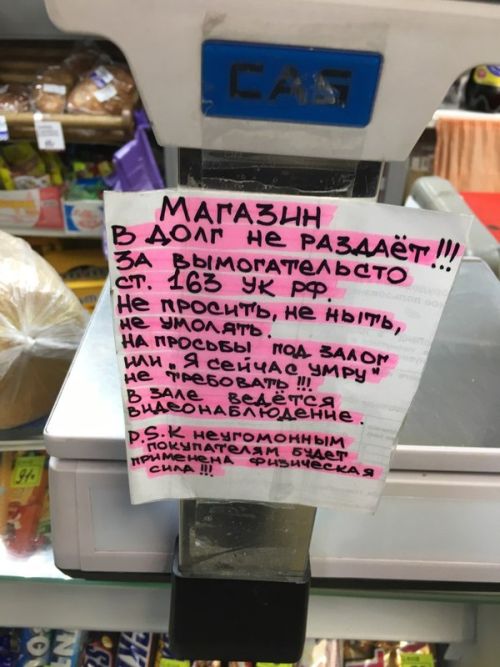 CAS
МАГАЗИН
В ДОЛГ НЕ РАЗДАЁТ!!!
ЗА ВЫМОГАТЕЛЬСТО
СТ. 163 УК РФ.
НЕ ПРОСИТЬ, НЕ НЫТЬ,
НЕ УМОЛЯТЬ.
НА ПРОСЬБЫ ПОД ЗАЛОГ
ИЛИ „Я СЕЙЧАС УМРУ"
НЕ ТРЕБОВАТЬ!!!
В ЗАЛЕ ВЕДЁТСЯ
ВИДЕОНАБЛЮДЕНИЕ.
P.S.К НЕУГОМОННЫМ
ПОКУПАТЕЛЯМ БУДЕТ
ПРИМЕНЕНА ФИЗИЧЕСКАЯ
СИЛА!!!